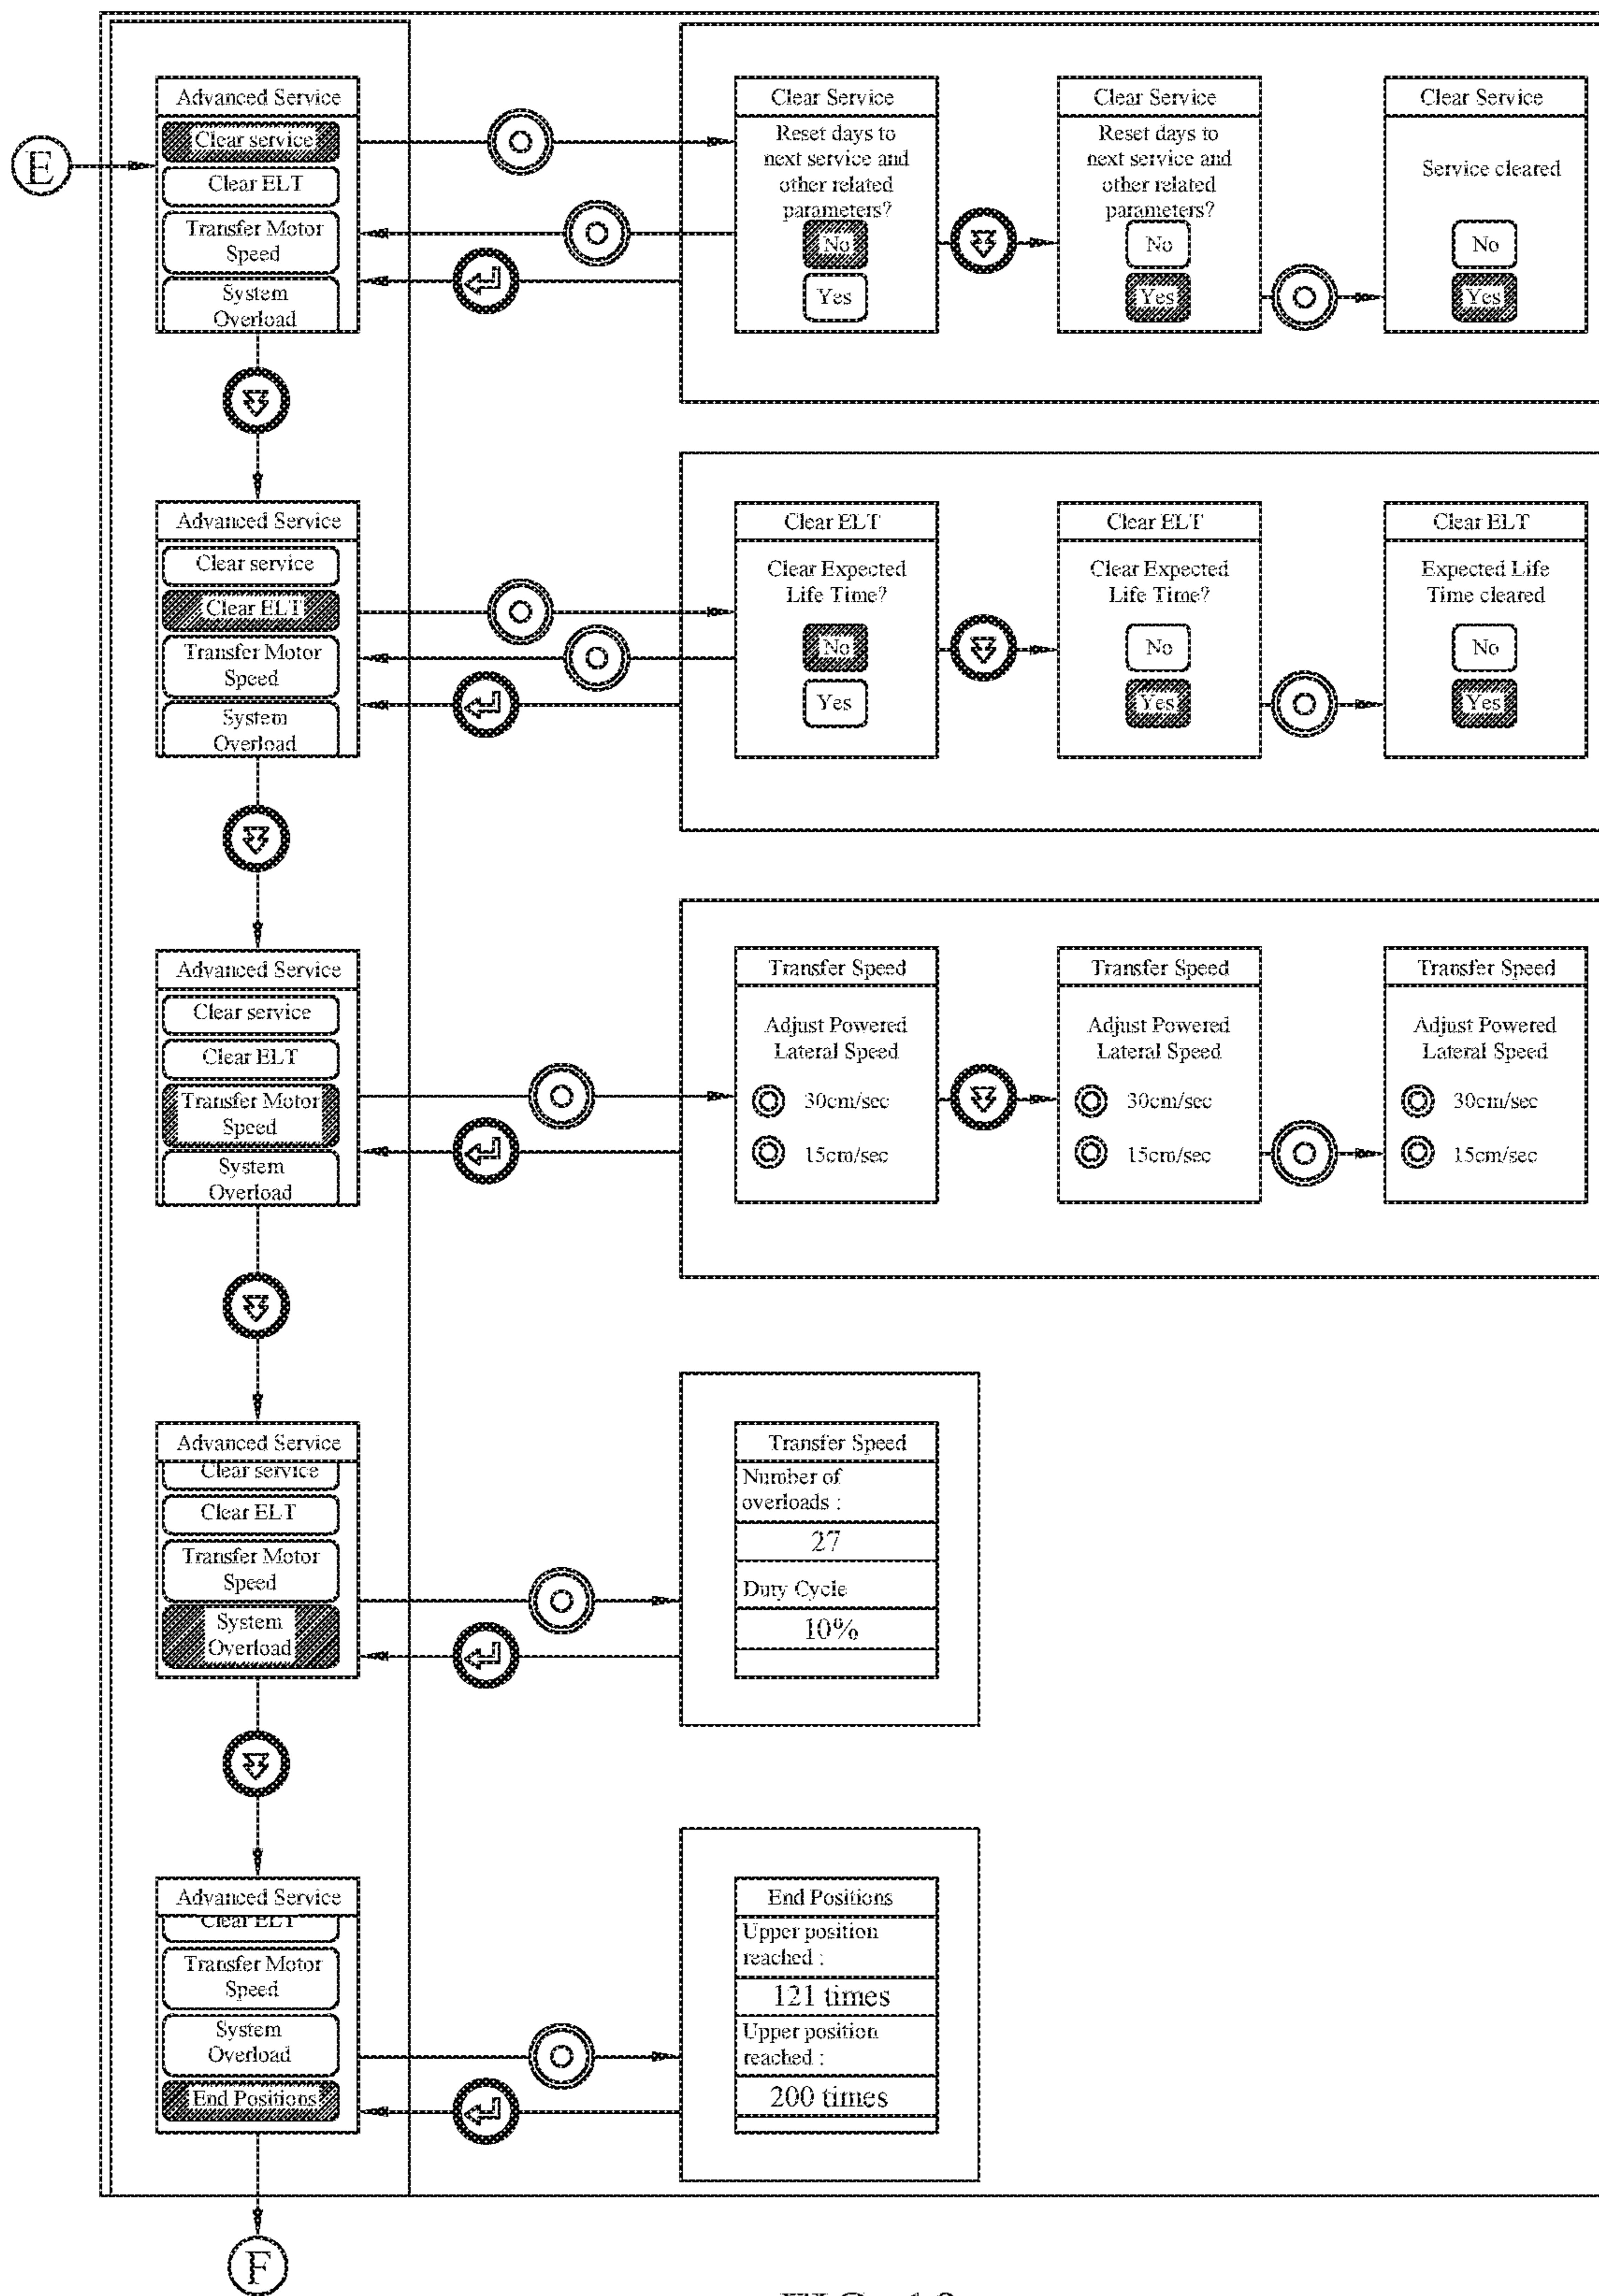 E
Advanced Service
Clear service
Clear ELT
Transfer Motor
Speed
System
Overload
Clear Service
Reset days to
next service and
other related
parameters?
No
Yes
Clear Service
Reset days to
next service and
other related
parameters?
No
Yes
Clear Service
Service cleared
No
Yes
Advanced Service
Clear service
Clear ELT
Transfer Motor
Speed
System
Overload
Clear ELT
Clear Expected
Life Time?
No
Yes
Clear ELT
Clear Expected
Life Time?
No
Yes
Clear ELT
Expected Life
Time cleared
No
Yes
Advanced Service
Clear service
Clear ELT
Transfer Motor
Speed
System
Overload
Transfer Speed
Adjust Powered
Lateral Speed
30cm/sec
15cm/sec
Transfer Speed
Adjust Powered
Lateral Speed
30cm/sec
15cm/sec
Transfer Speed
Adjust Powered
Lateral Speed
30cm/sec
15cm/sec
Advanced Service
Clear service
Clear ELT
Transfer Motor
Speed
System
Overload
Transfer Speed
Number of
overloads :
27
Duty Cycle
10%
Advanced Service
Clear ELT
Transfer Motor
Speed
System
Overload
End Positions
End Positions
Upper position
reached :
121 times
Upper position
reached :
200 times
F